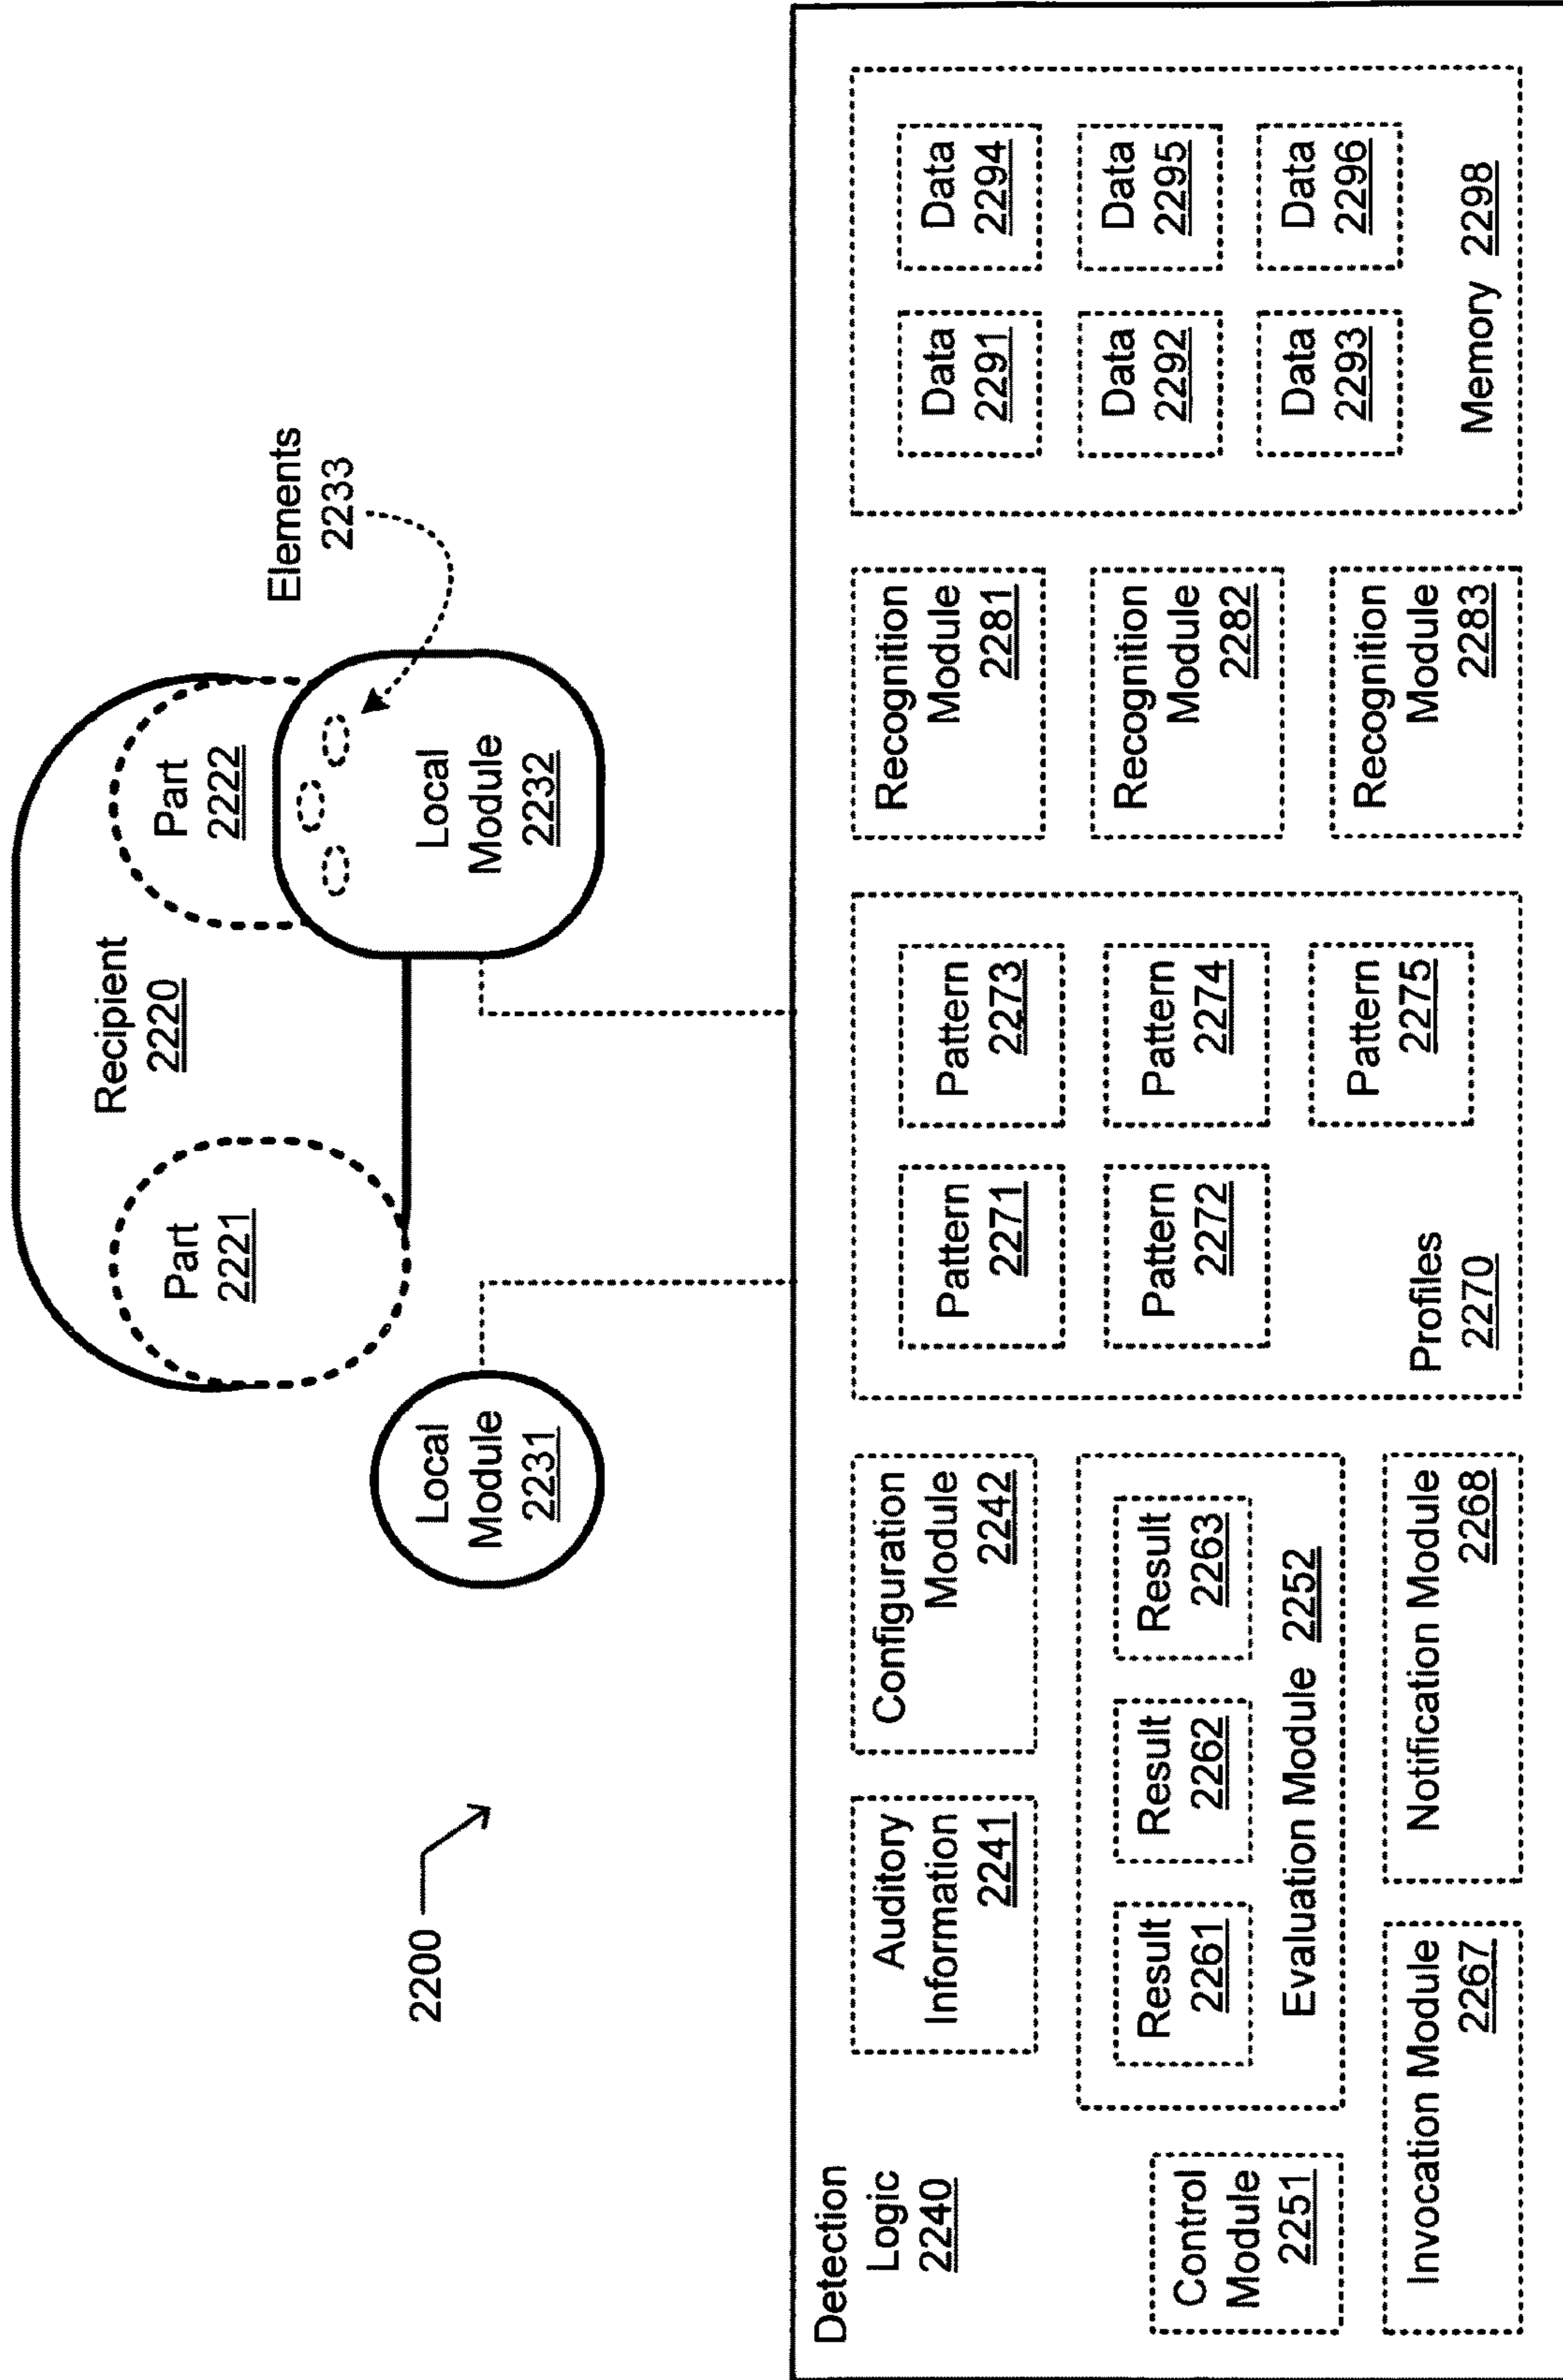 2200
Recipient
2220
Part
2221
Part
2222
Elements
2233
Local
Module
2231
Local
Module
2232
Detection
Logic
2240
Auditory
Information
2241
Configuration
Module
2242
Control
Module
2251
Result
2261
Result
2262
Result
2263
Evaluation Module 2252
Invocation Module
2267
Notification Module
2268
Pattern
2271
Pattern
2273
Pattern
2272
Pattern
2274
Pattern
2275
Profiles
2270
Recognition
Module
2281
Recognition
Module
2282
Recognition
Module
2283
Data
2291
Data
2294
Data
2292
Data
2295
Data
2293
Data
2296
Memory 2298